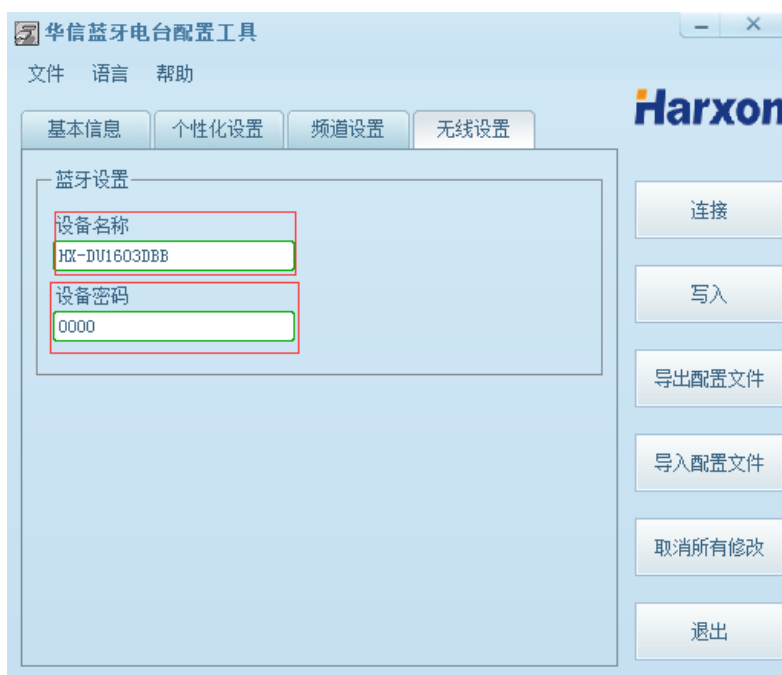 华信蓝牙电台配置工具
文件 语言 帮助
Harxon
基本信息 个性化设置 频道设置 无线设置
蓝牙设置
设备名称
HX-DU1603DBB
设备密码
0000
连接
写入
导出配置文件
导入配置文件
取消所有修改
退出